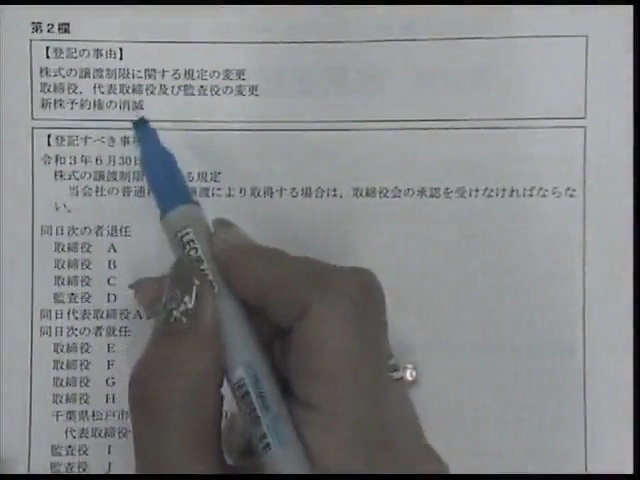 第2欄
【登記の事由】
株式の譲渡制限に関する規定の変更
取締役、代表取締役及び監査役の変更
新株予約権の消滅
【登記すべき事
令和3年6月30日
株式の譲渡制限 る規定
当会社の普通 譲渡により取得する場合は、取締役会の承認を受けなければならな
い。
同日次の者退任
取締役 A
取締役 B
取締役 C
監査役 D
同日代表取締役A
同日次の者就任
取締役 E
取締役 F
取締役 G
取締役 H
千葉県松戸市
代表取締役
監査役 I
監査役 J